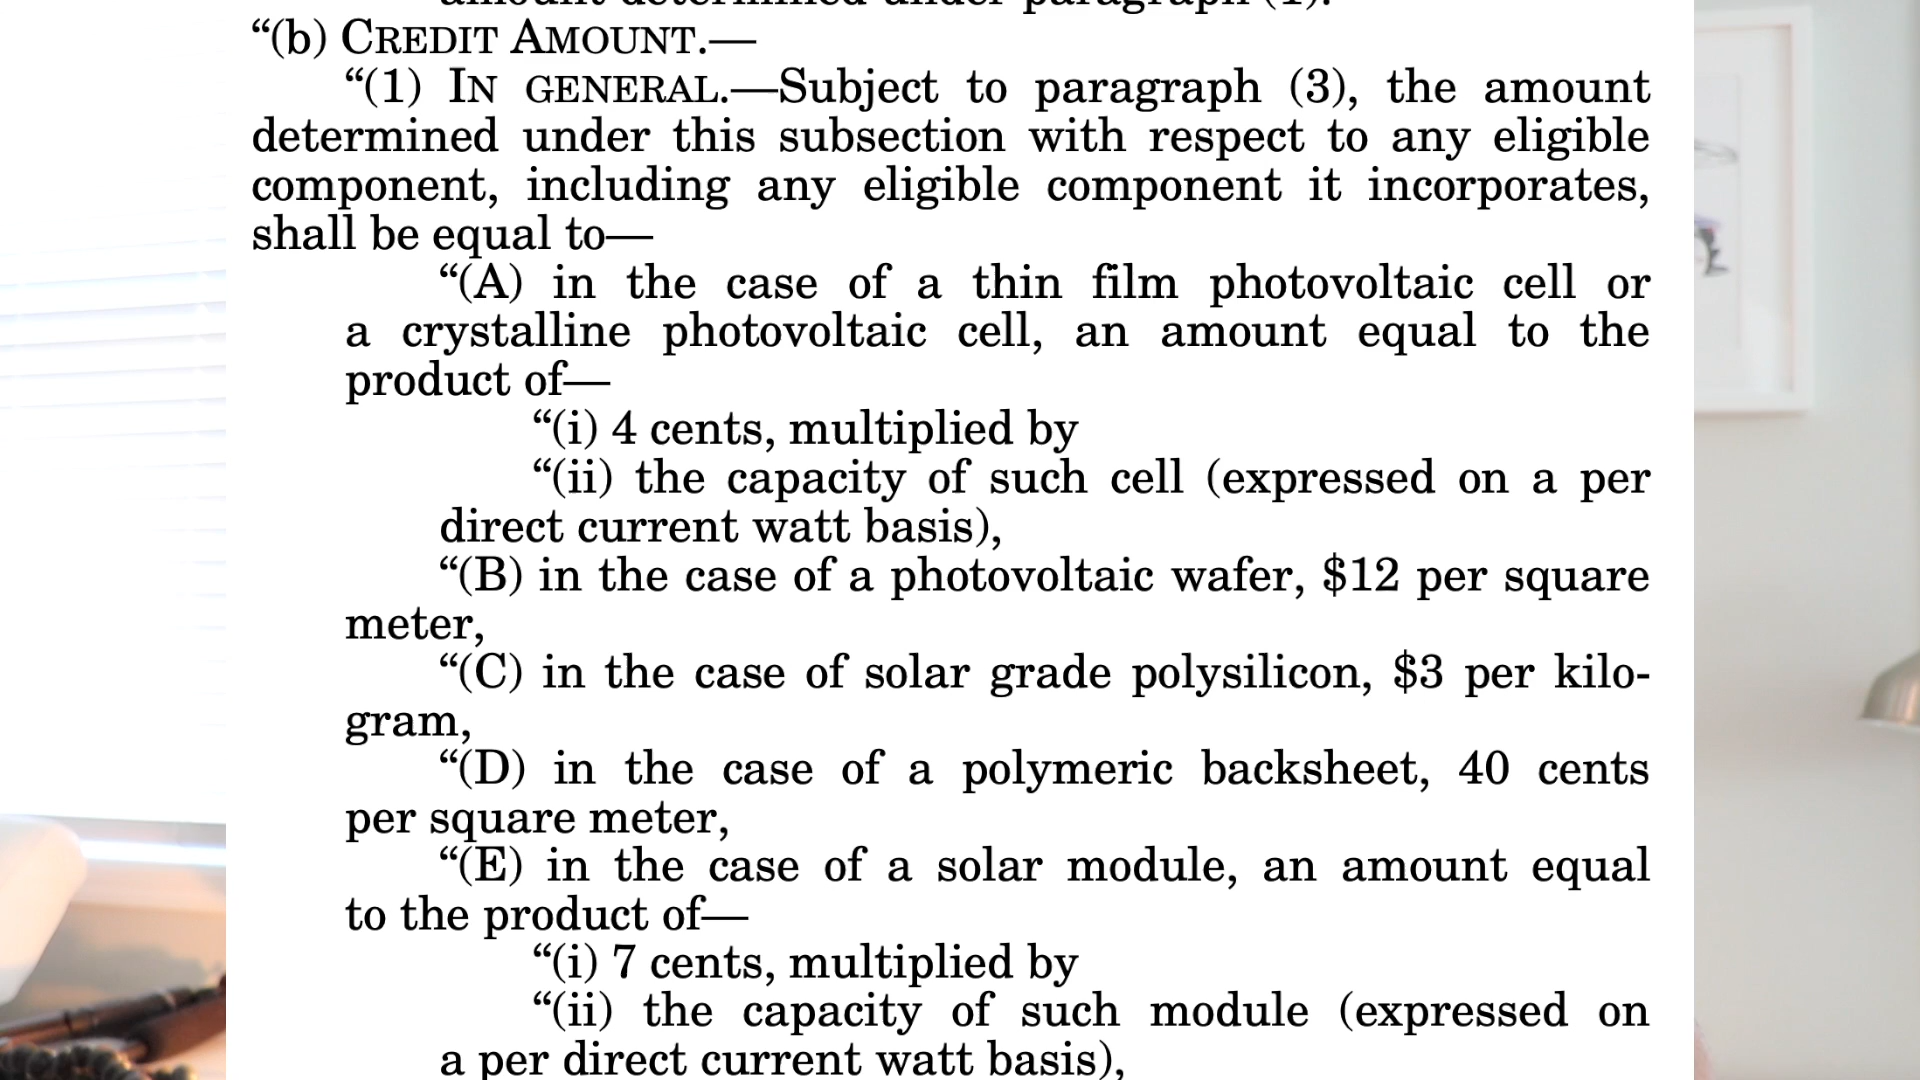 amount determined under paragraph (1).
“(b) CREDIT AMOUNT.—
“(1) IN GENERAL.—Subject to paragraph (3), the amount
determined under this subsection with respect to any eligible
component, including any eligible component it incorporates,
shall be equal to—
“(A) in the case of a thin film photovoltaic cell or
a crystalline photovoltaic cell, an amount equal to the
product of—
“(i) 4 cents, multiplied by
“(ii) the capacity of such cell (expressed on a per
direct current watt basis),
“(B) in the case of a photovoltaic wafer, $12 per square
meter,
“(C) in the case of solar grade polysilicon, $3 per kilo-
gram,
“(D) in the case of a polymeric backsheet, 40 cents
per square meter,
“(E) in the case of a solar module, an amount equal
to the product of—
“(i) 7 cents, multiplied by
“(ii) the capacity of such module (expressed on
a per direct current watt basis),